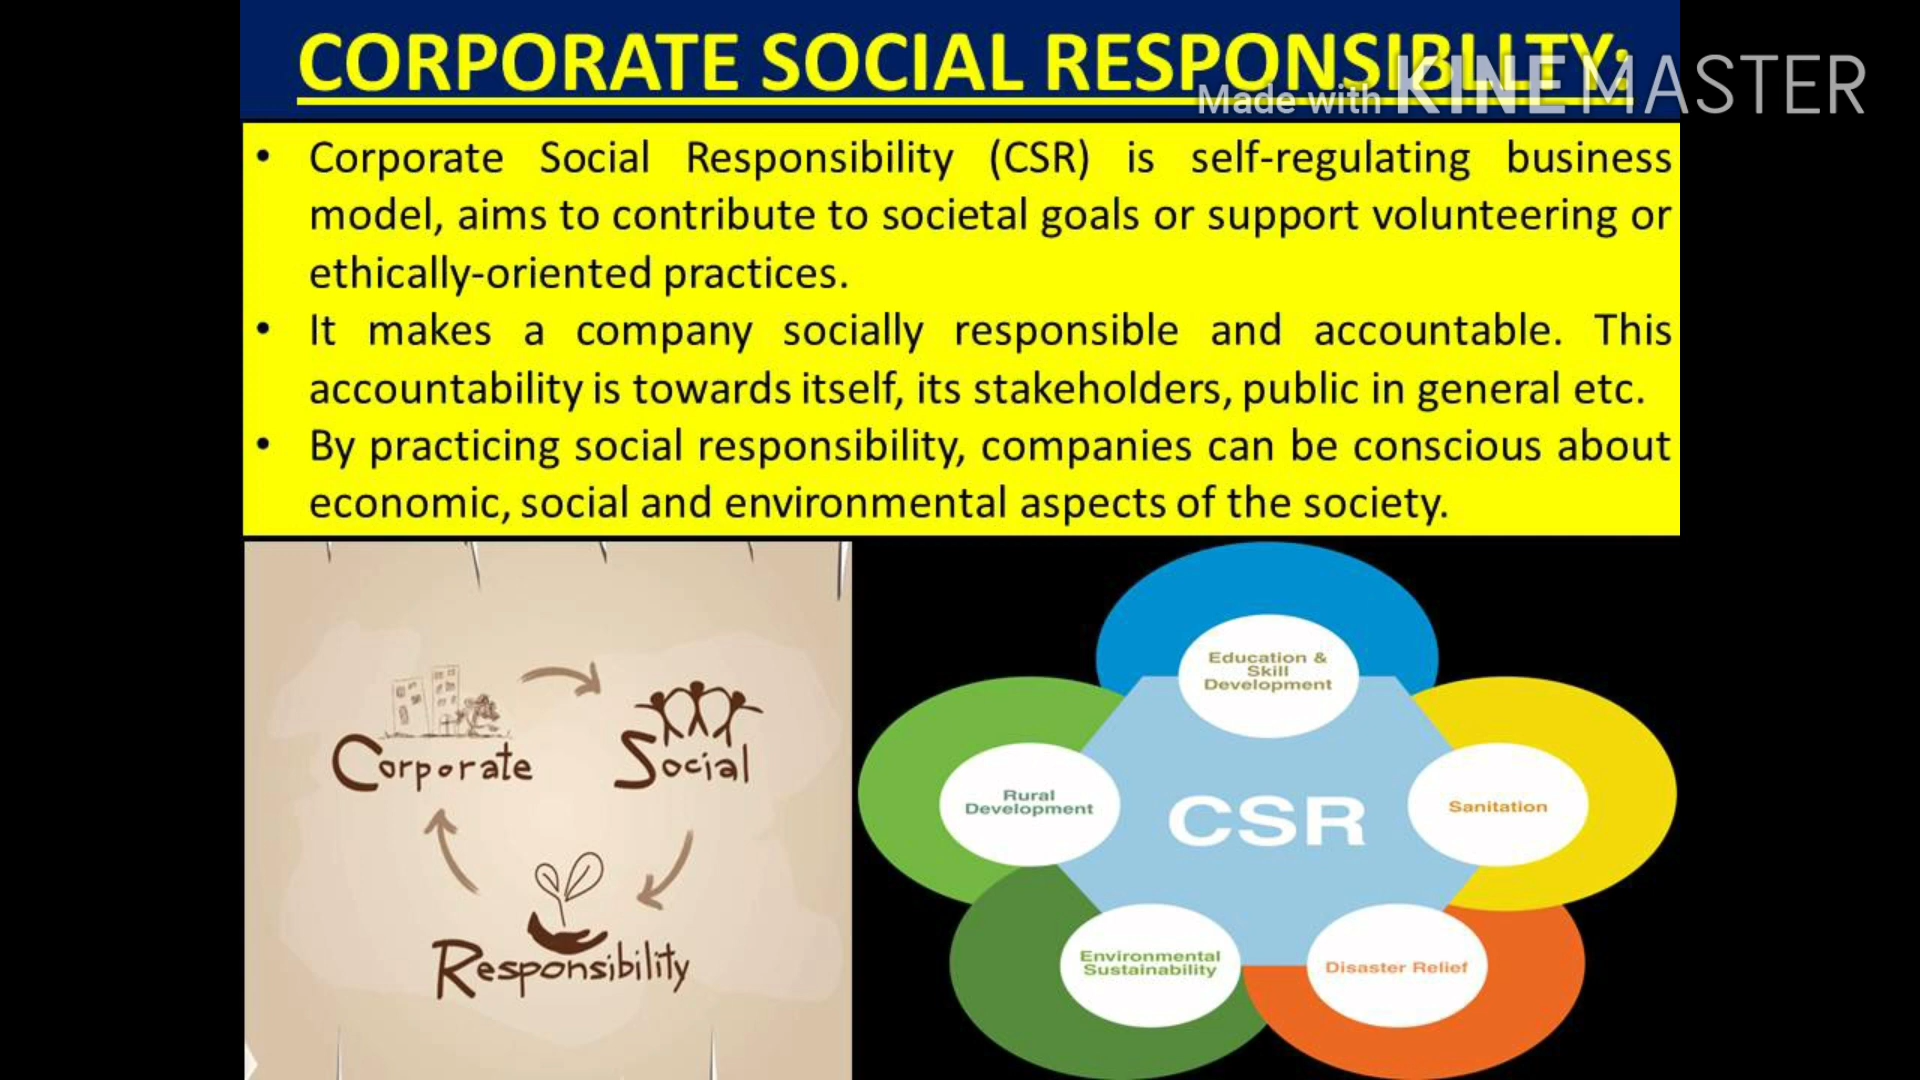 CORPORATE SOCIAL RESPONSIBILITY:
Made with KINEMASTER
• Corporate Social Responsibility (CSR) is self-regulating business
model, aims to contribute to societal goals or support volunteering or
ethically-oriented practices.
• It makes a company socially responsible and accountable. This
accountability is towards itself, its stakeholders, public in general etc.
• By practicing social responsibility, companies can be conscious about
economic, social and environmental aspects of the society.
Corporate
Social
Responsibility
Education &
Skill
Development
Rural
Development
CSR
Sanitation
Environmental
Sustainability
Disaster Relief